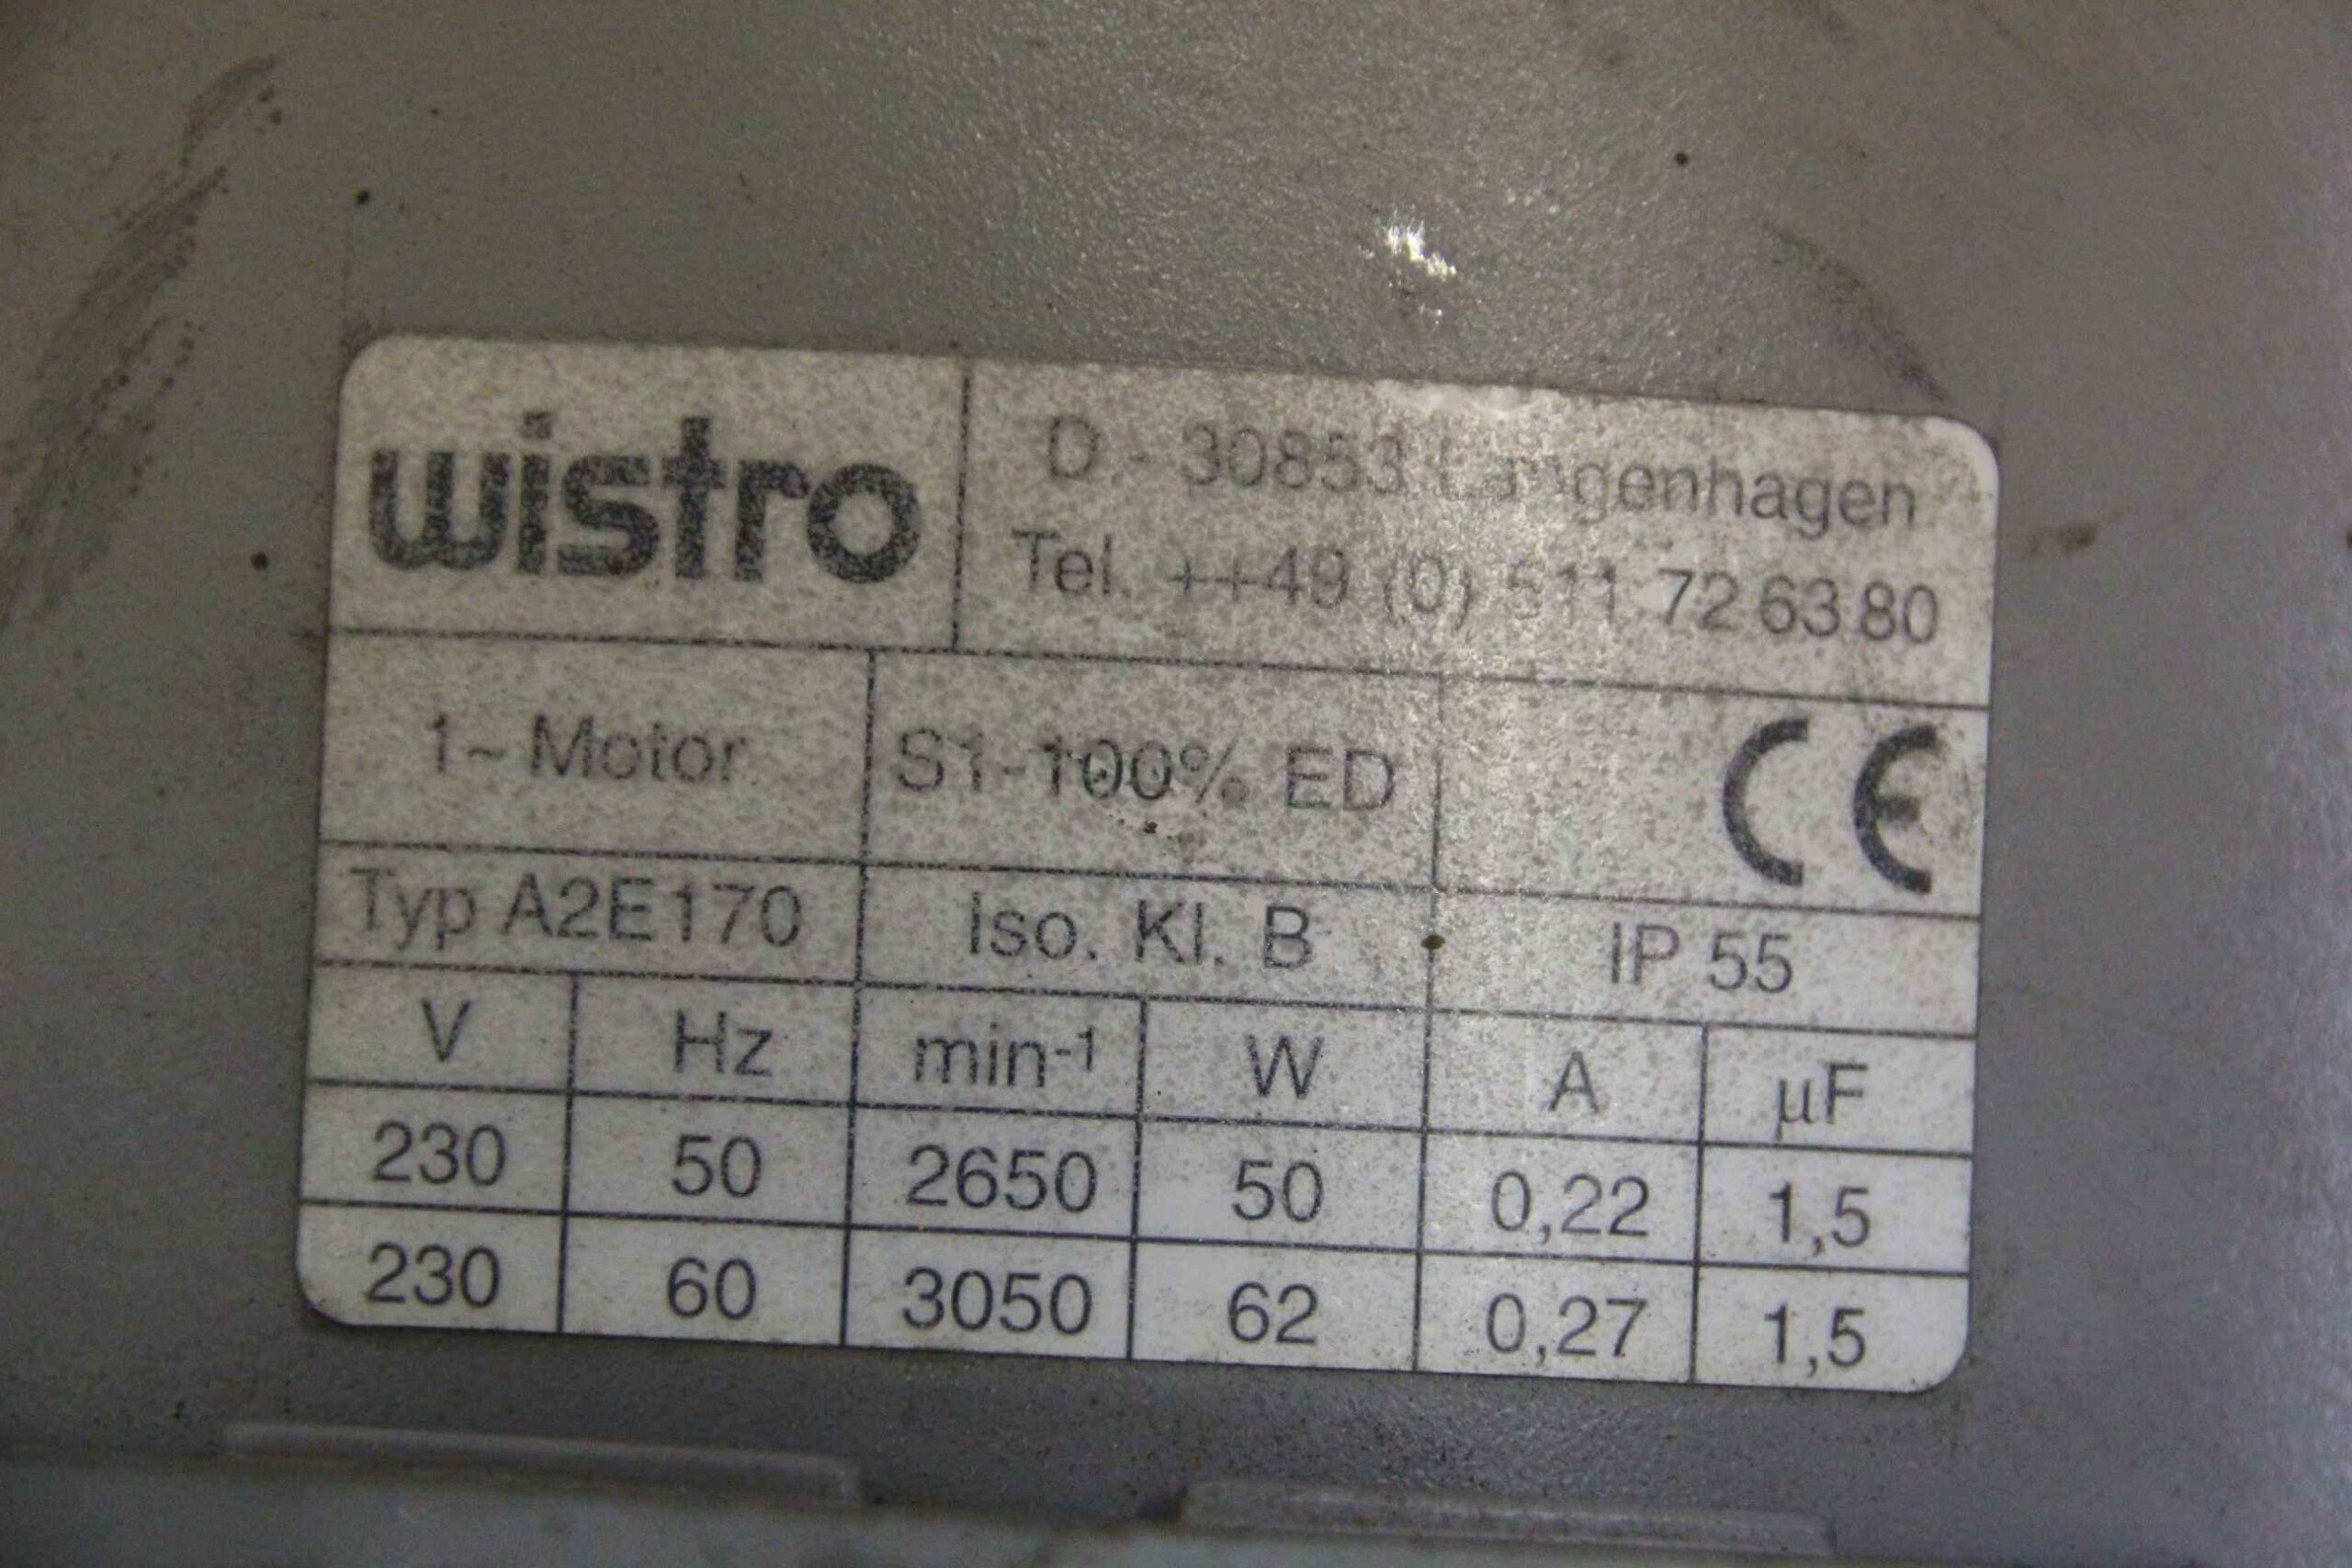 wistro
D - 30853 Langenhagen
Tel. ++49 (0) 511 72 63 80
1~ Motor S1-100% ED CE
Typ A2E170 Iso. Kl. B IP 55
V Hz min-1 W A µF
230 50 2650 50 0,22 1,5
230 60 3050 62 0,27 1,5